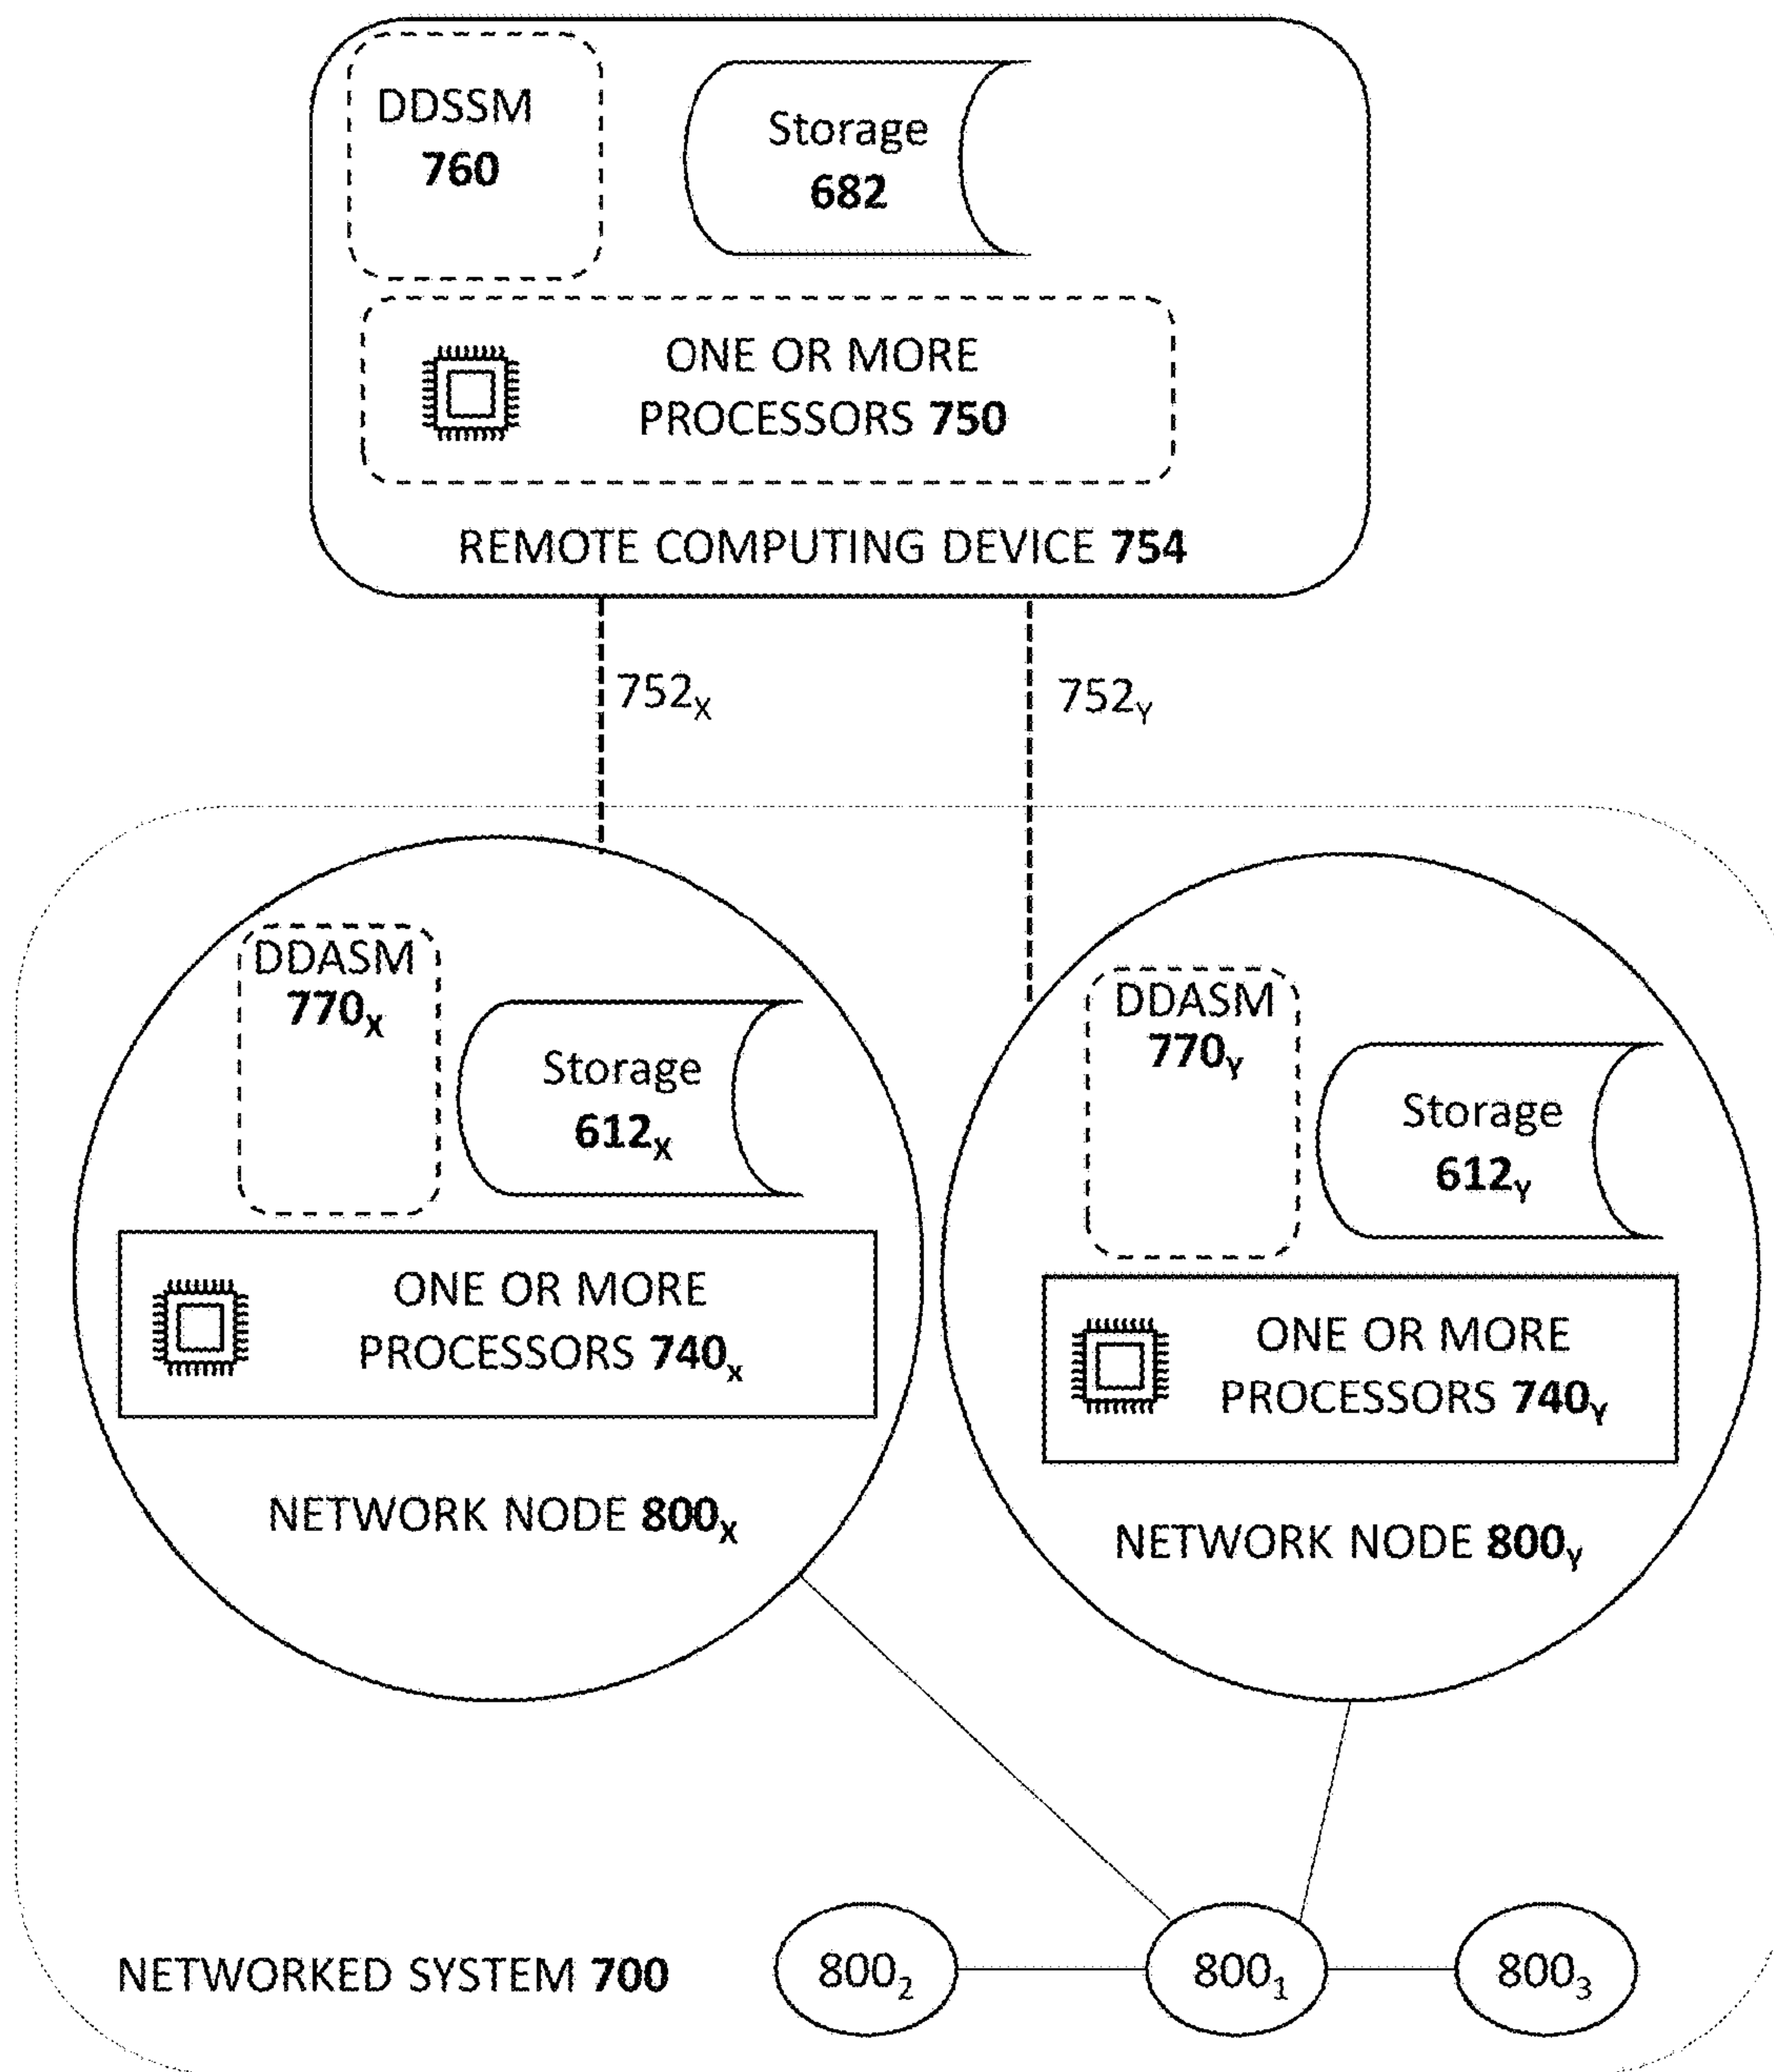 DDSSM
760
Storage
682
ONE OR MORE
PROCESSORS 750
REMOTE COMPUTING DEVICE 754
752X
752Y
DDASM
770X
Storage
612X
ONE OR MORE
PROCESSORS 740X
NETWORK NODE 800X
DDASM
770Y
Storage
612Y
ONE OR MORE
PROCESSORS 740Y
NETWORK NODE 800Y
NETWORKED SYSTEM 700
8002
8001
8003